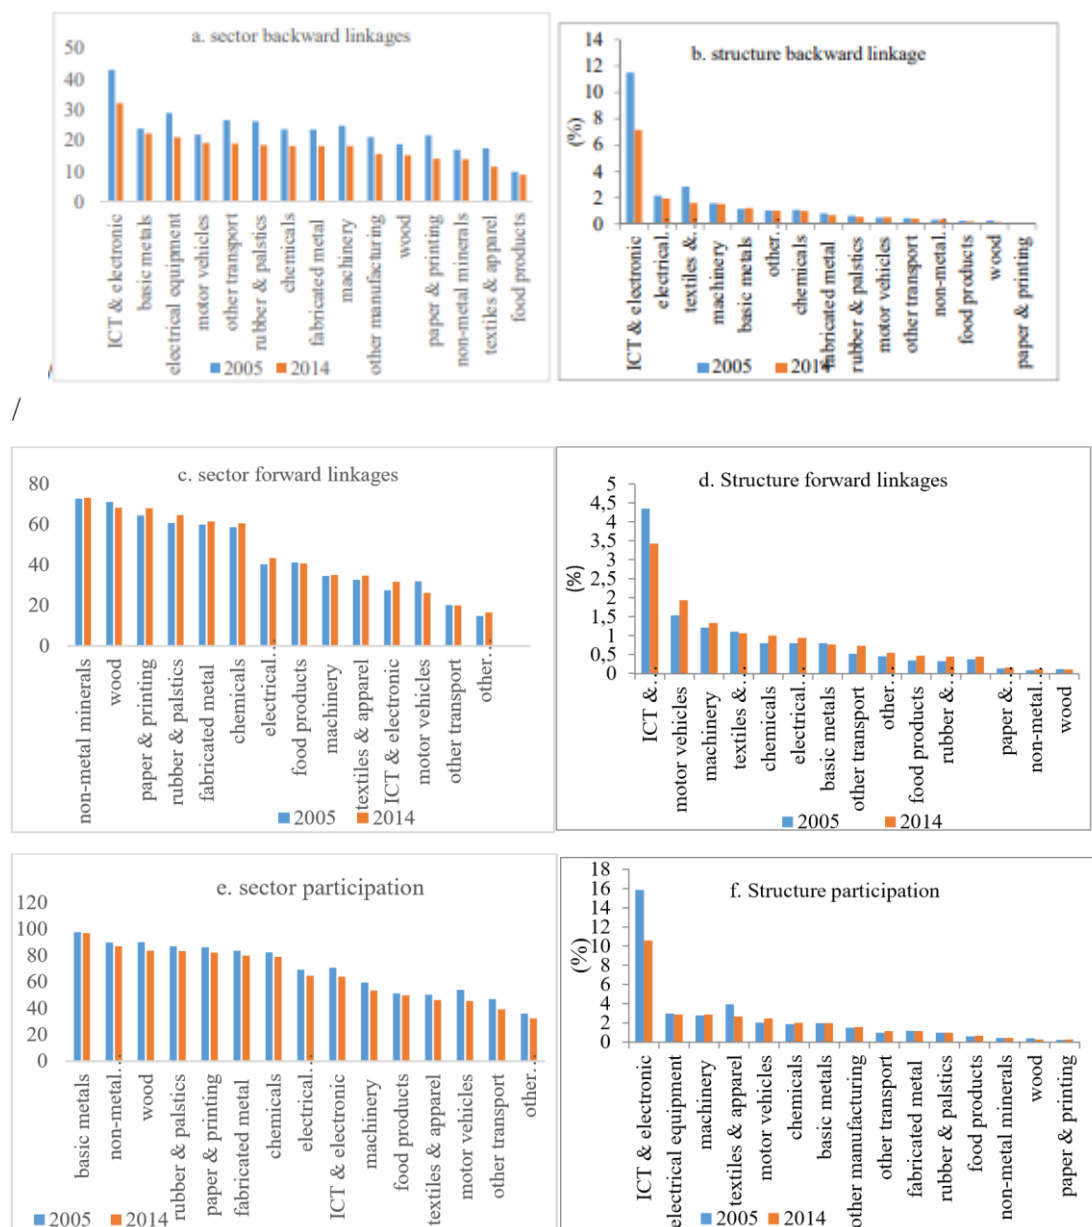 a. sector backward linkages
50
40
30
20
10
0
ICT & electronic
basic metals
electrical equipment
motor vehicles
other transport
rubber & palstics
chemicals
fabricated metal
machinery
other manufacturing
wood
paper & printing
non-metal minerals
textiles & apparel
food products
2005
2014
b. structure backward linkage
(%)
14
12
10
8
6
4
2
0
ICT & electronic
electrical…
textiles &…
machinery
basic metals
other…
chemicals
fabricated metal
rubber & palstics
motor vehicles
other transport
non-metal…
food products
wood
paper & printing
2005
2014
/
c. sector forward linkages
80
60
40
20
0
non-metal minerals
wood
paper & printing
rubber & palstics
fabricated metal
chemicals
electrical…
food products
machinery
textiles & apparel
ICT & electronic
motor vehicles
other transport
other…
2005
2014
d. Structure forward linkages
(%)
5
4,5
4
3,5
3
2,5
2
1,5
1
0,5
0
ICT &…
motor vehicles
machinery
textiles &…
chemicals
electrical…
basic metals
other transport
other…
food products
rubber &…
paper &…
non-metal…
wood
2005
2014
e. sector participation
120
100
80
60
40
20
0
basic metals
non-metal…
wood
rubber & palstics
paper & printing
fabricated metal
chemicals
electrical…
ICT & electronic
machinery
food products
textiles & apparel
motor vehicles
other transport
other…
2005
2014
f. Structure participation
(%)
18
16
14
12
10
8
6
4
2
0
ICT & electronic
electrical equipment
machinery
textiles & apparel
motor vehicles
chemicals
basic metals
other manufacturing
other transport
fabricated metal
rubber & palstics
food products
non-metal minerals
wood
paper & printing
2005
2014